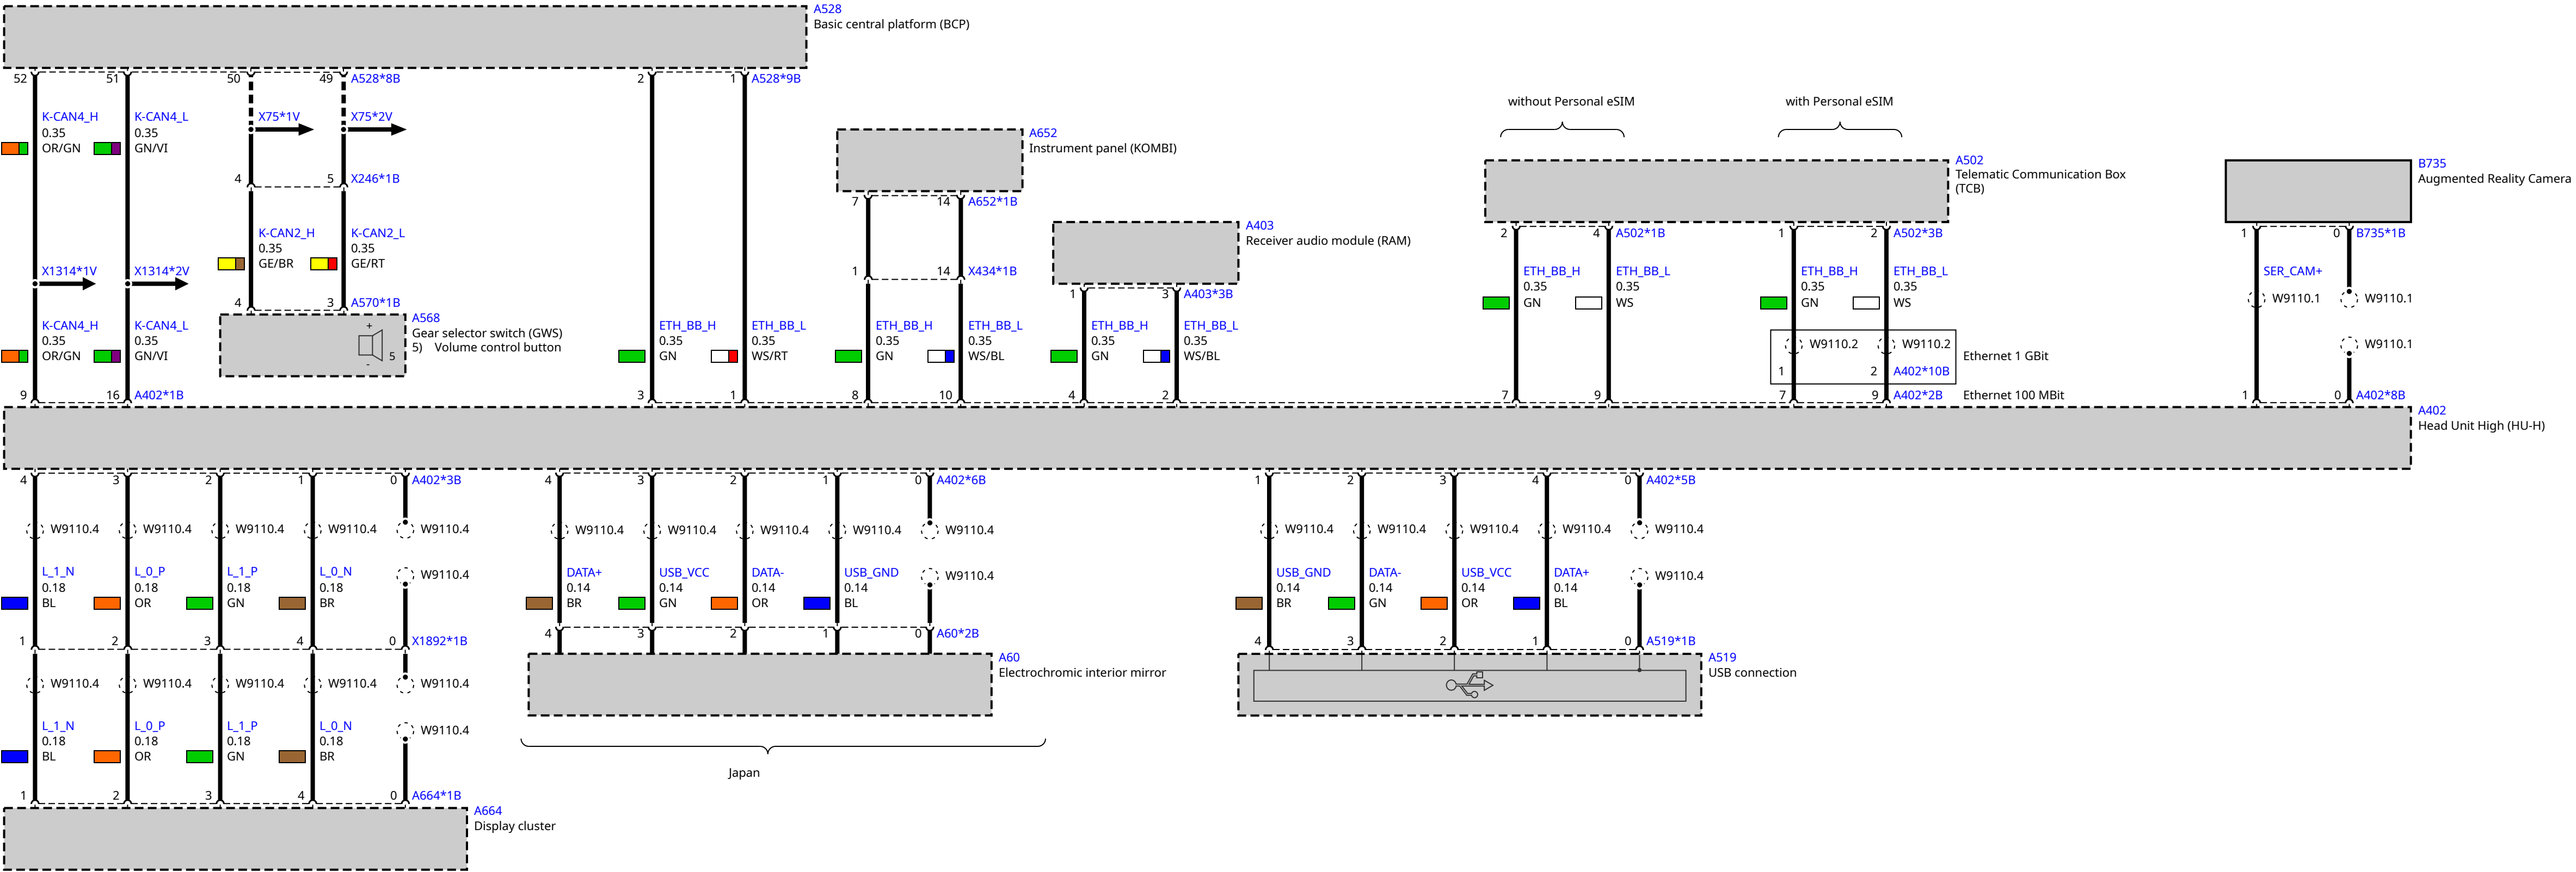 A528
Basic central platform (BCP)
52
51
50
49
A528*8B
2
1
A528*9B
K-CAN4_H
0.35
OR/GN
K-CAN4_L
0.35
GN/VI
X75*1V
X75*2V
4
5
X246*1B
K-CAN2_H
0.35
GE/BR
K-CAN2_L
0.35
GE/RT
X1314*1V
X1314*2V
4
3
A570*1B
A568
Gear selector switch (GWS)
5) Volume control button
+
5
-
K-CAN4_H
0.35
OR/GN
K-CAN4_L
0.35
GN/VI
9
16
A402*1B
ETH_BB_H
0.35
GN
ETH_BB_L
0.35
WS/RT
3
1
A652
Instrument panel (KOMBI)
7
14
A652*1B
1
14
X434*1B
ETH_BB_H
0.35
GN
ETH_BB_L
0.35
WS/BL
8
10
A403
Receiver audio module (RAM)
1
3
A403*3B
ETH_BB_H
0.35
GN
ETH_BB_L
0.35
WS/BL
4
2
without Personal eSIM
with Personal eSIM
A502
Telematic Communication Box
(TCB)
2
4
A502*1B
1
2
A502*3B
ETH_BB_H
0.35
GN
ETH_BB_L
0.35
WS
ETH_BB_H
0.35
GN
ETH_BB_L
0.35
WS
W9110.2
W9110.2
Ethernet 1 GBit
1
2
A402*10B
7
9
7
9
A402*2B
Ethernet 100 MBit
B735
Augmented Reality Camera
1
0
B735*1B
SER_CAM+
W9110.1
W9110.1
W9110.1
1
0
A402*8B
A402
Head Unit High (HU-H)
4
3
2
1
0
A402*3B
W9110.4
W9110.4
W9110.4
W9110.4
W9110.4
W9110.4
L_1_N
0.18
BL
L_0_P
0.18
OR
L_1_P
0.18
GN
L_0_N
0.18
BR
1
2
3
4
0
X1892*1B
W9110.4
W9110.4
W9110.4
W9110.4
W9110.4
W9110.4
L_1_N
0.18
BL
L_0_P
0.18
OR
L_1_P
0.18
GN
L_0_N
0.18
BR
1
2
3
4
0
A664*1B
A664
Display cluster
4
3
2
1
0
A402*6B
W9110.4
W9110.4
W9110.4
W9110.4
W9110.4
W9110.4
DATA+
0.14
BR
USB_VCC
0.14
GN
DATA-
0.14
OR
USB_GND
0.14
BL
4
3
2
1
0
A60*2B
A60
Electrochromic interior mirror
Japan
1
2
3
4
0
A402*5B
W9110.4
W9110.4
W9110.4
W9110.4
W9110.4
W9110.4
USB_GND
0.14
BR
DATA-
0.14
GN
USB_VCC
0.14
OR
DATA+
0.14
BL
4
3
2
1
0
A519*1B
A519
USB connection